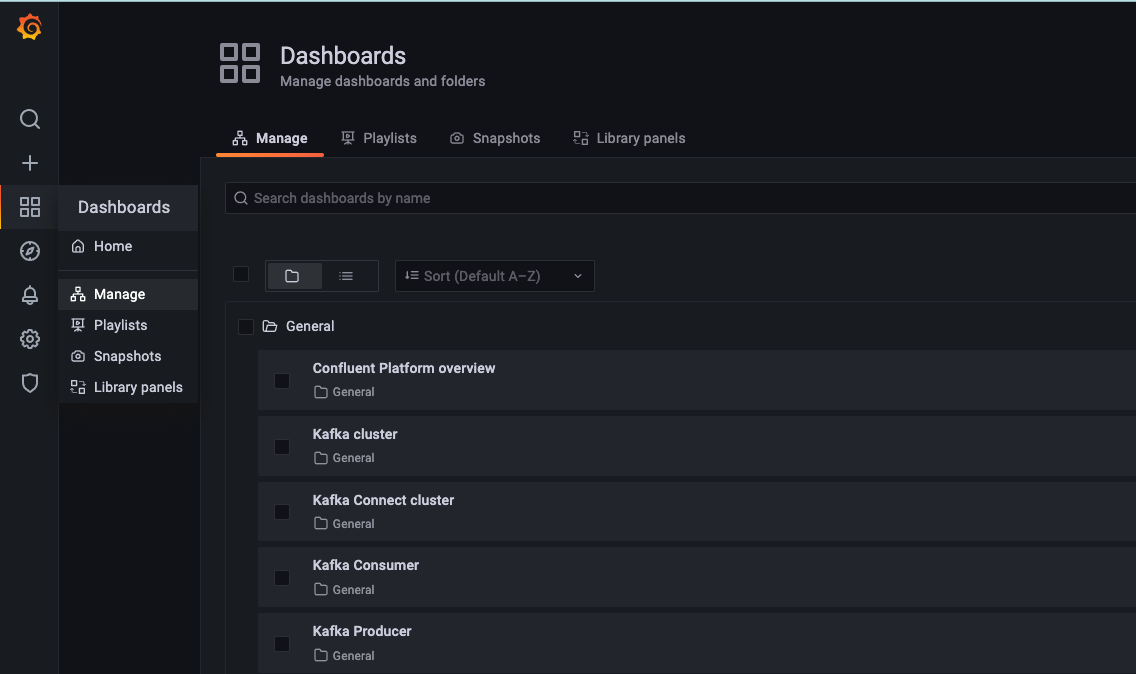 Dashboards
Manage dashboards and folders
Manage
Playlists
Snapshots
Library panels
Dashboards
Home
Manage
Playlists
Snapshots
Library panels
Search dashboards by name
Sort (Default A–Z)
General
Confluent Platform overview
General
Kafka cluster
General
Kafka Connect cluster
General
Kafka Consumer
General
Kafka Producer
General